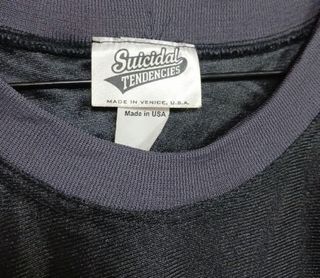 Suicidal
TENDENCIES
MADE IN VENICE, U.S.A.
Made in USA